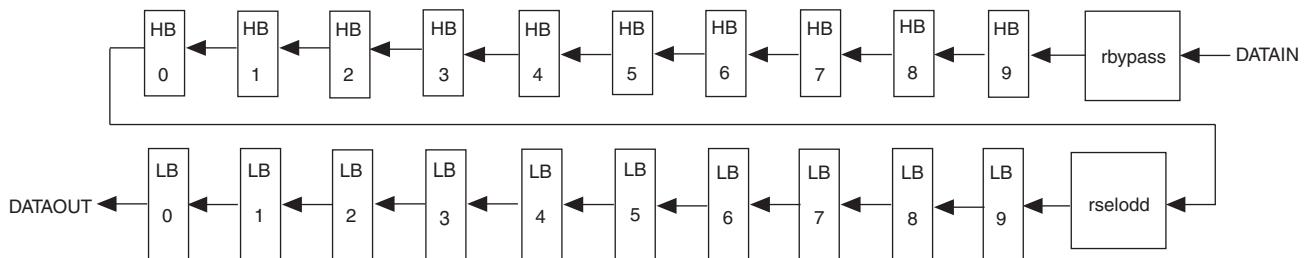 HB HB HB HB HB HB HB HB HB HB
0 1 2 3 4 5 6 7 8 9 rbypass DATAIN
LB LB LB LB LB LB LB LB LB LB
DATAOUT 0 1 2 3 4 5 6 7 8 9 rselodd